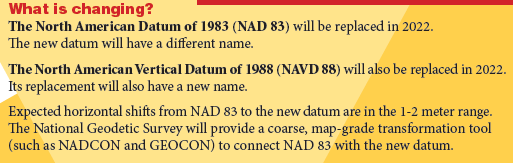 What is changing?
The North American Datum of 1983 (NAD 83) will be replaced in 2022.
The new datum will have a different name.
The North American Vertical Datum of 1988 (NAVD 88) will also be replaced in 2022.
Its replacement will also have a new name.
Expected horizontal shifts from NAD 83 to the new datum are in the 1-2 meter range.
The National Geodetic Survey will provide a coarse, map-grade transformation tool
(such as NADCON and GEOCON) to connect NAD 83 with the new datum.